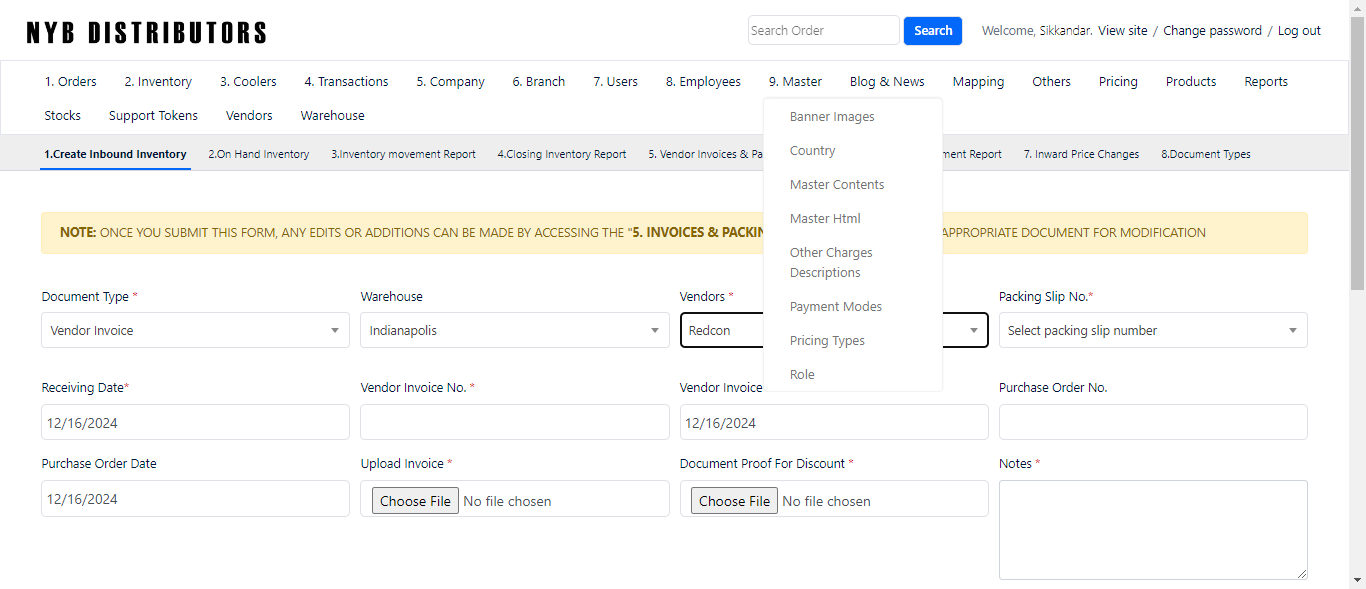 NYB DISTRIBUTORS
Search Order
Search
Welcome, Sikkandar. View site / Change password / Log out
1. Orders 2. Inventory 3. Coolers 4. Transactions 5. Company 6. Branch 7. Users 8. Employees 9. Master Blog & News Mapping Others Pricing Products Reports
Stocks Support Tokens Vendors Warehouse
Banner Images
Country
Master Contents
Master Html
Other Charges
Descriptions
Payment Modes
Pricing Types
Role
1.Create Inbound Inventory 2.On Hand Inventory 3.Inventory movement Report 4.Closing Inventory Report 5. Vendor Invoices & Pa ment Report 7. Inward Price Changes 8.Document Types
NOTE: ONCE YOU SUBMIT THIS FORM, ANY EDITS OR ADDITIONS CAN BE MADE BY ACCESSING THE "5. INVOICES & PACKIN APPROPRIATE DOCUMENT FOR MODIFICATION
Document Type * Warehouse Vendors * Packing Slip No.*
Vendor Invoice Indianapolis Redcon Select packing slip number
Receiving Date* Vendor Invoice No. * Vendor Invoice Purchase Order No.
12/16/2024 12/16/2024
Purchase Order Date Upload Invoice * Document Proof For Discount * Notes *
12/16/2024 Choose File No file chosen Choose File No file chosen